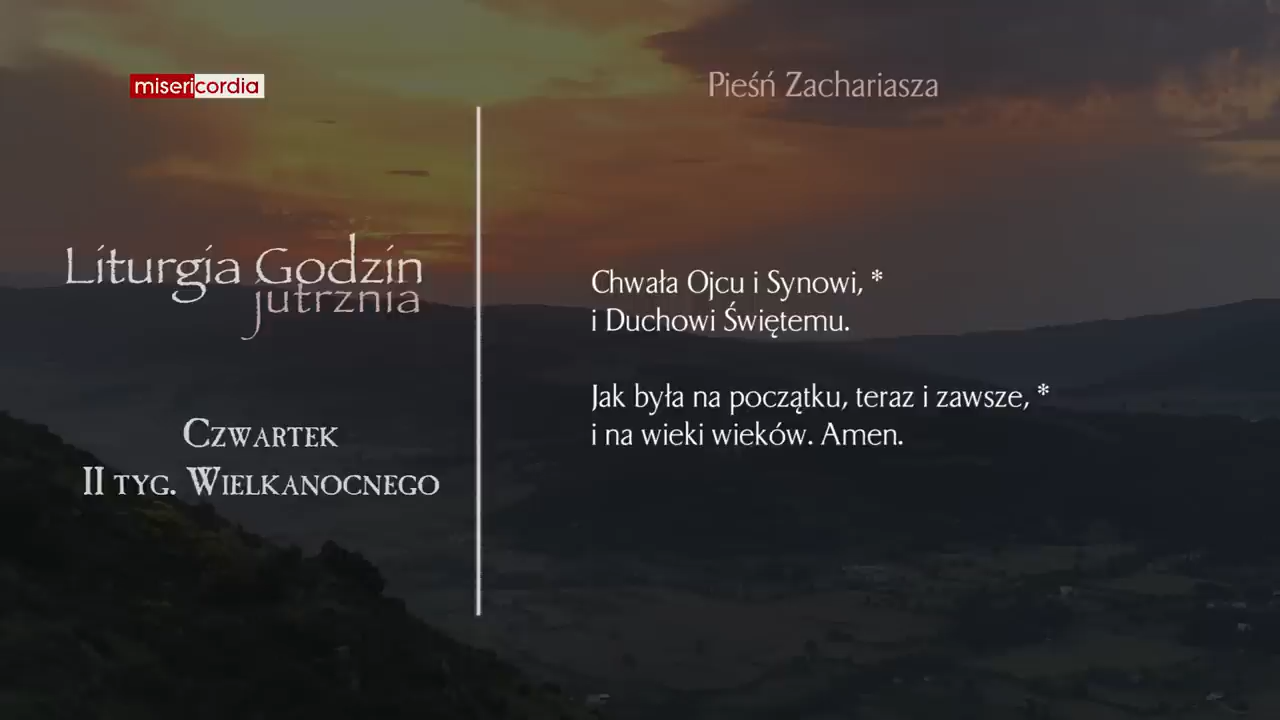 misericordia
Pieśń Zachariasza
Liturgia Godzin
jutrznia
Czwartek
II tyg. Wielkanocnego
Chwała Ojcu i Synowi, *
i Duchowi Świętemu.
Jak była na początku, teraz i zawsze, *
i na wieki wieków. Amen.